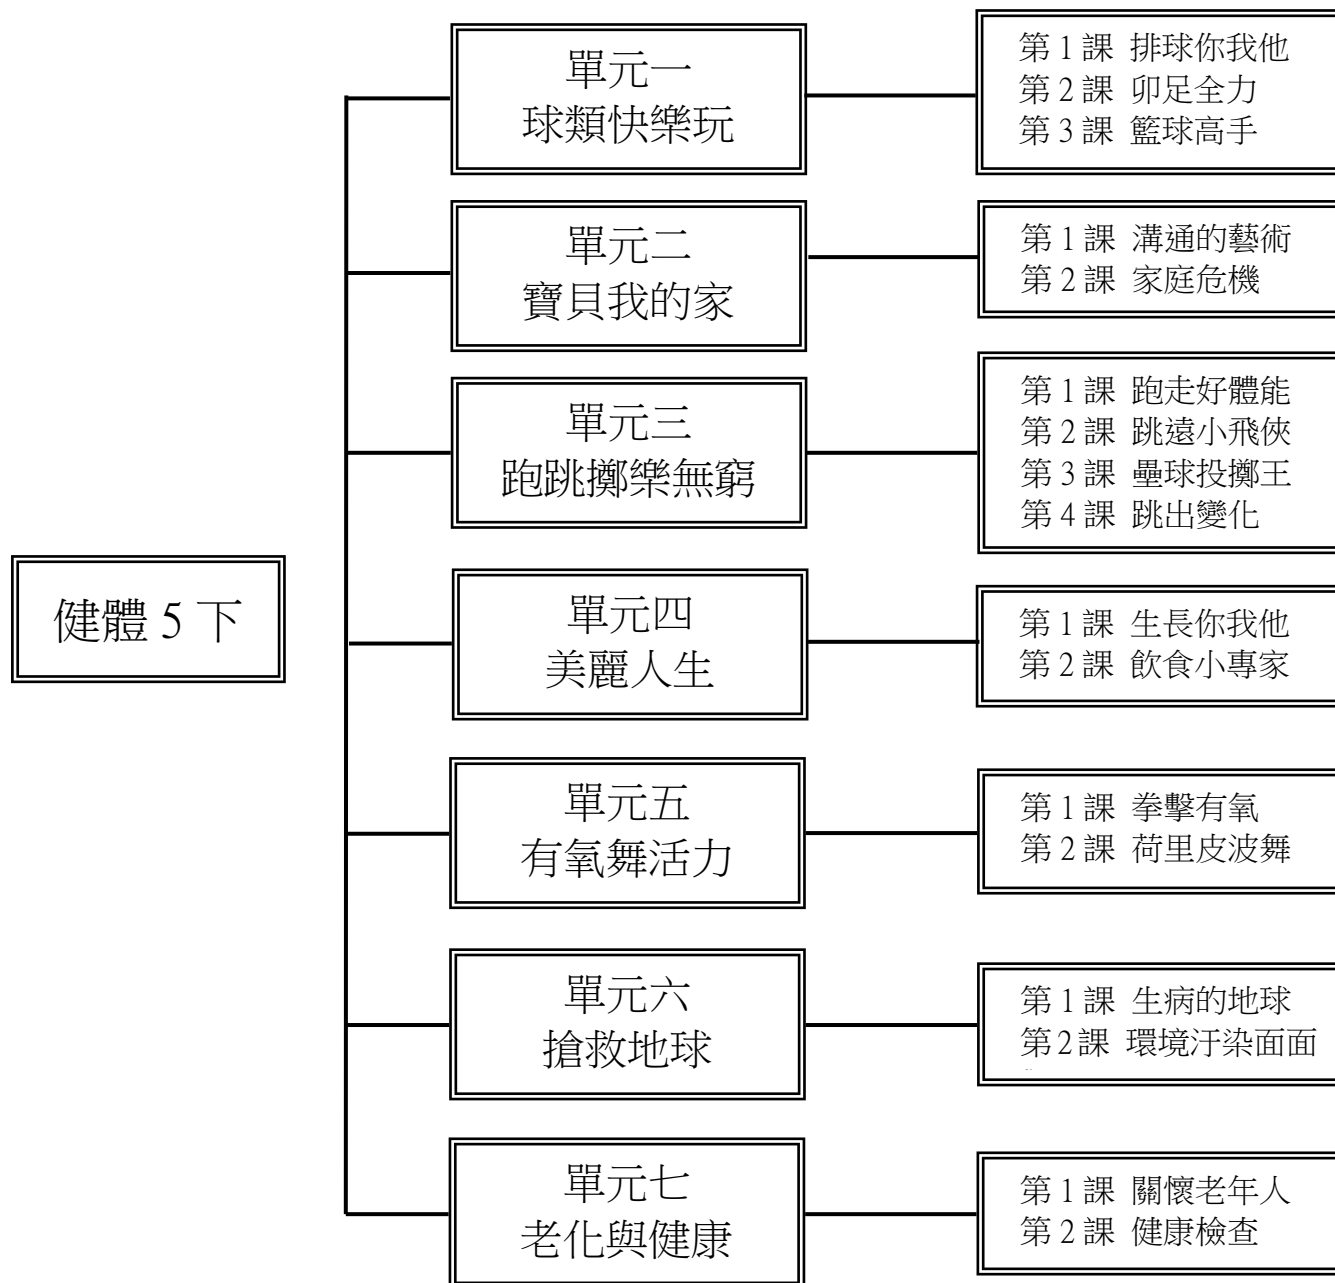 健體 5 下
單元一
球類快樂玩
第 1 課 排球你我他
第 2 課 卯足全力
第 3 課 籃球高手
單元二
寶貝我的家
第 1 課 溝通的藝術
第 2 課 家庭危機
單元三
跑跳擲樂無窮
第 1 課 跑走好體能
第 2 課 跳遠小飛俠
第 3 課 壘球投擲王
第 4 課 跳出變化
單元四
美麗人生
第 1 課 生長你我他
第 2 課 飲食小專家
單元五
有氧舞活力
第 1 課 拳擊有氧
第 2 課 荷里皮波舞
單元六
搶救地球
第 1 課 生病的地球
第 2 課 環境汙染面面
單元七
老化與健康
第 1 課 關懷老年人
第 2 課 健康檢查